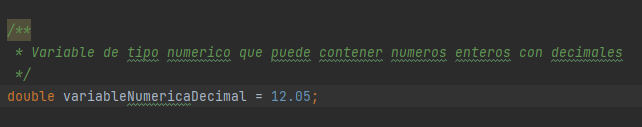 /**
* Variable de tipo numerico que puede contener numeros enteros con decimales
*/
double variableNumericaDecimal = 12.05;